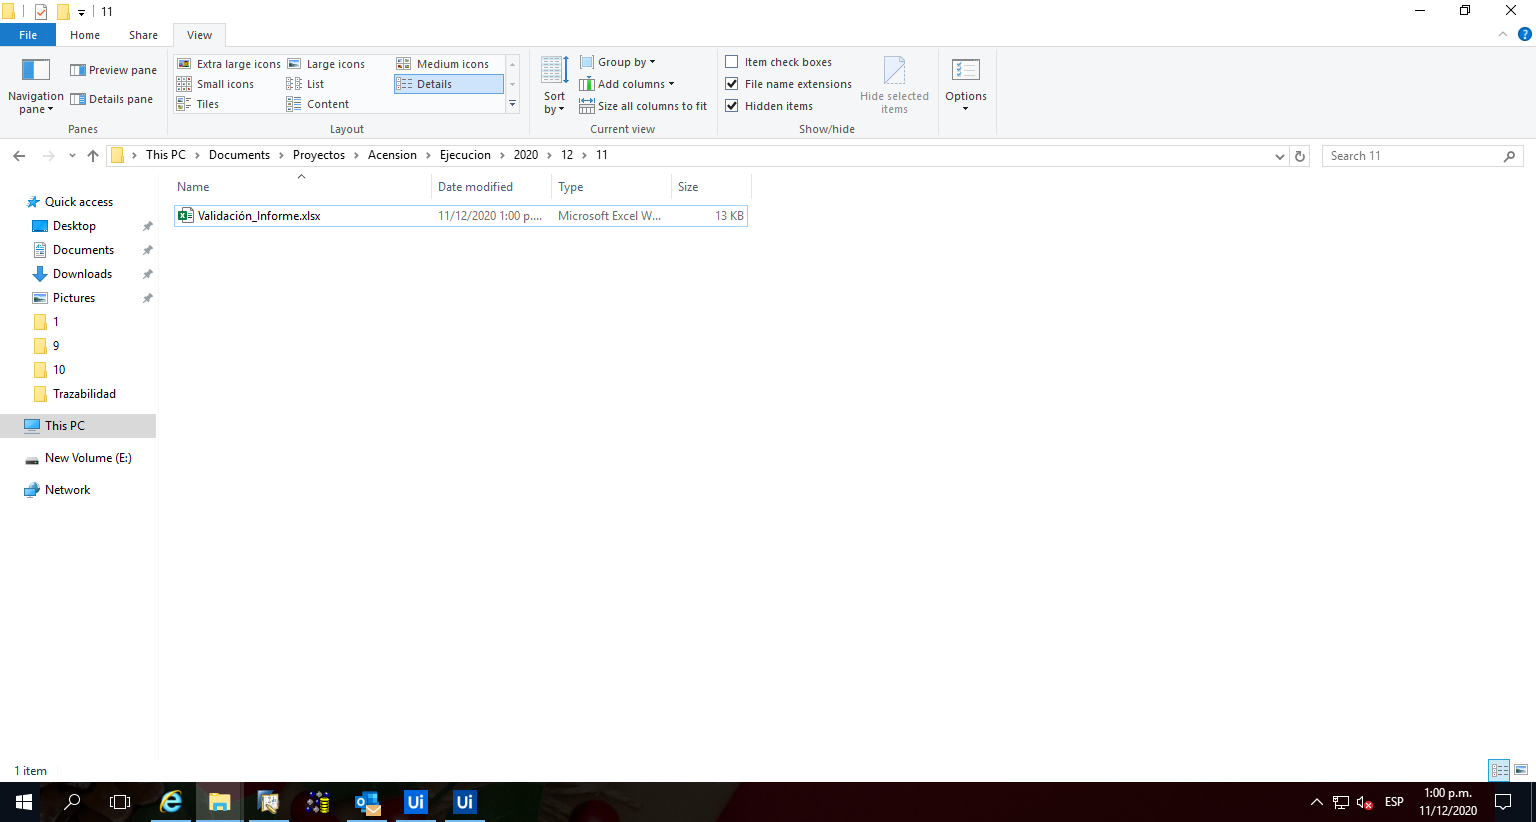 11
File Home Share View
Navigation pane
Preview pane
Details pane
Panes
Extra large icons Large icons Medium icons
Small icons List Details
Tiles Content
Layout
Sort by
Group by
Add columns
Size all columns to fit
Current view
Item check boxes
File name extensions
Hidden items
Hide selected items
Show/hide
Options
This PC Documents Proyectos Acension Ejecucion 2020 12 11
Search 11
Name Date modified Type Size
Validación_Informe.xlsx 11/12/2020 1:00 p.... Microsoft Excel W... 13 KB
Quick access
Desktop
Documents
Downloads
Pictures
1
9
10
Trazabilidad
This PC
New Volume (E:)
Network
1 item
Ui Ui
ESP
1:00 p.m.
11/12/2020